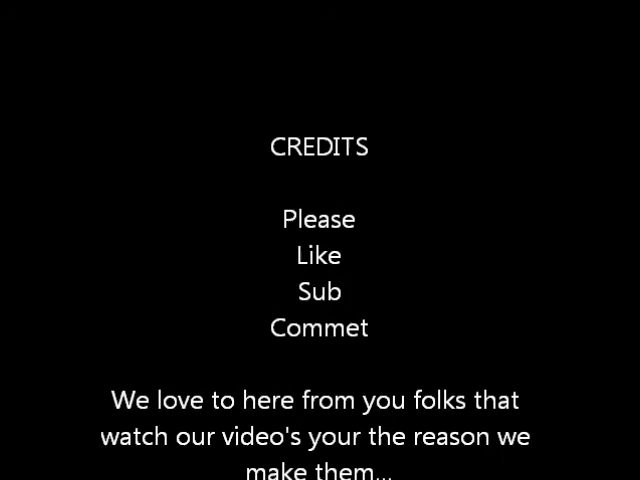 CREDITS
Please
Like
Sub
Commet
We love to here from you folks that
watch our video's your the reason we
make them...